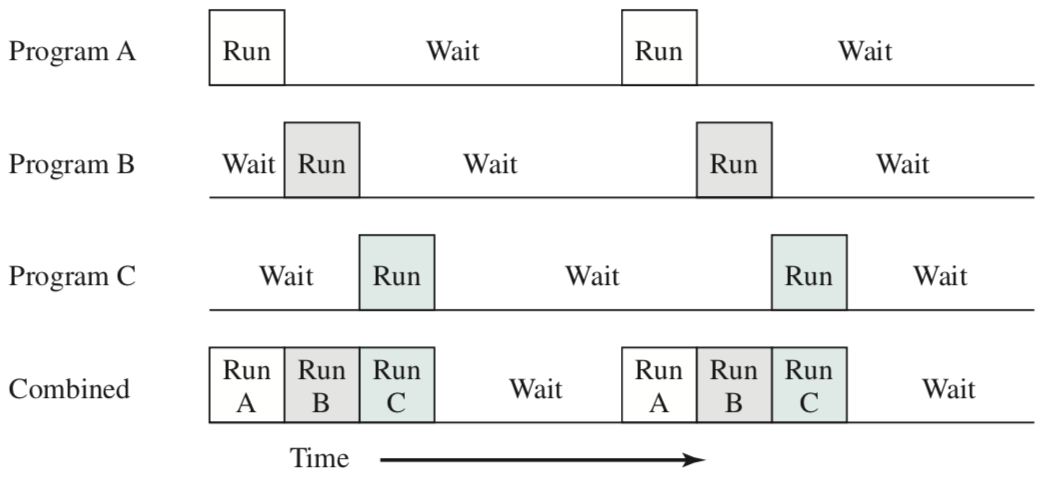 Program A Run Wait Run Wait
Program B Wait Run Wait Run Wait
Program C Wait Run Wait Run Wait
Combined Run A Run B Run C Wait Run A Run B Run C Wait
Time